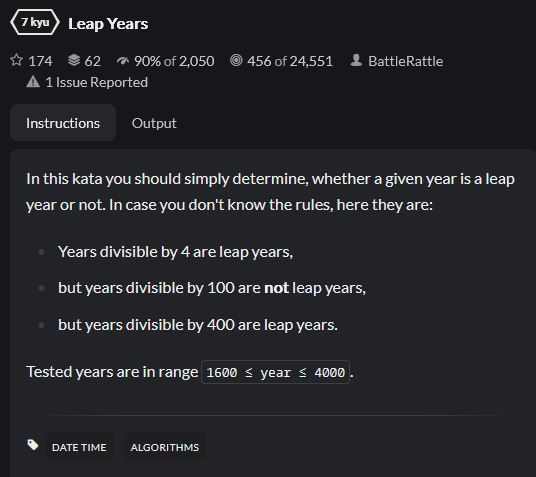 7 kyu Leap Years
174 62 90% of 2,050 456 of 24,551 BattleRattle
1 Issue Reported
Instructions Output
In this kata you should simply determine, whether a given year is a leap
year or not. In case you don't know the rules, here they are:
Years divisible by 4 are leap years,
but years divisible by 100 are not leap years,
but years divisible by 400 are leap years.
Tested years are in range 1600 ≤ year ≤ 4000.
DATE TIME ALGORITHMS